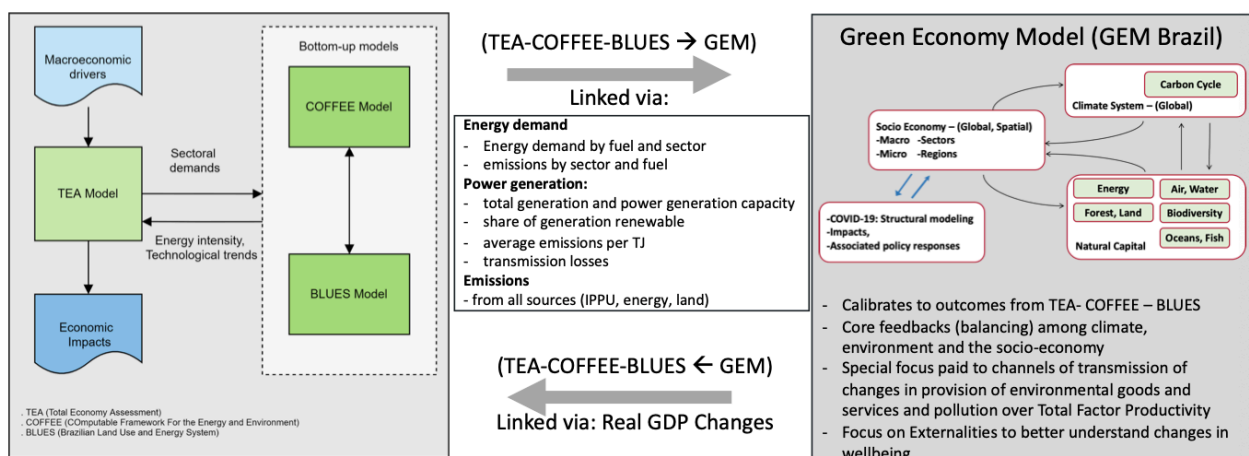 Macroeconomic
drivers
TEA Model
Economic
Impacts
Sectoral
demands
Energy intensity,
Technological trends
Bottom-up models
COFFEE Model
BLUES Model
. TEA (Total Economy Assessment)
. COFFEE (COmputable Framework For the Energy and Environment)
. BLUES (Brazilian Land Use and Energy System)
(TEA-COFFEE-BLUES → GEM)
Linked via:
Energy demand
- Energy demand by fuel and sector
- emissions by sector and fuel
Power generation:
- total generation and power generation capacity
- share of generation renewable
- average emissions per TJ
- transmission losses
Emissions
- from all sources (IPPU, energy, land)
(TEA-COFFEE-BLUES ← GEM)
Linked via: Real GDP Changes
Green Economy Model (GEM Brazil)
Carbon Cycle
Climate System – (Global)
Socio Economy – (Global, Spatial)
-Macro -Sectors
-Micro -Regions
-COVID-19: Structural modeling
-Impacts,
-Associated policy responses
Energy
Air, Water
Forest, Land
Biodiversity
Oceans, Fish
Natural Capital
- Calibrates to outcomes from TEA- COFFEE – BLUES
- Core feedbacks (balancing) among climate,
environment and the socio-economy
- Special focus paid to channels of transmission of
changes in provision of environmental goods and
services and pollution over Total Factor Productivity
- Focus on Externalities to better understand changes in
wellbeing